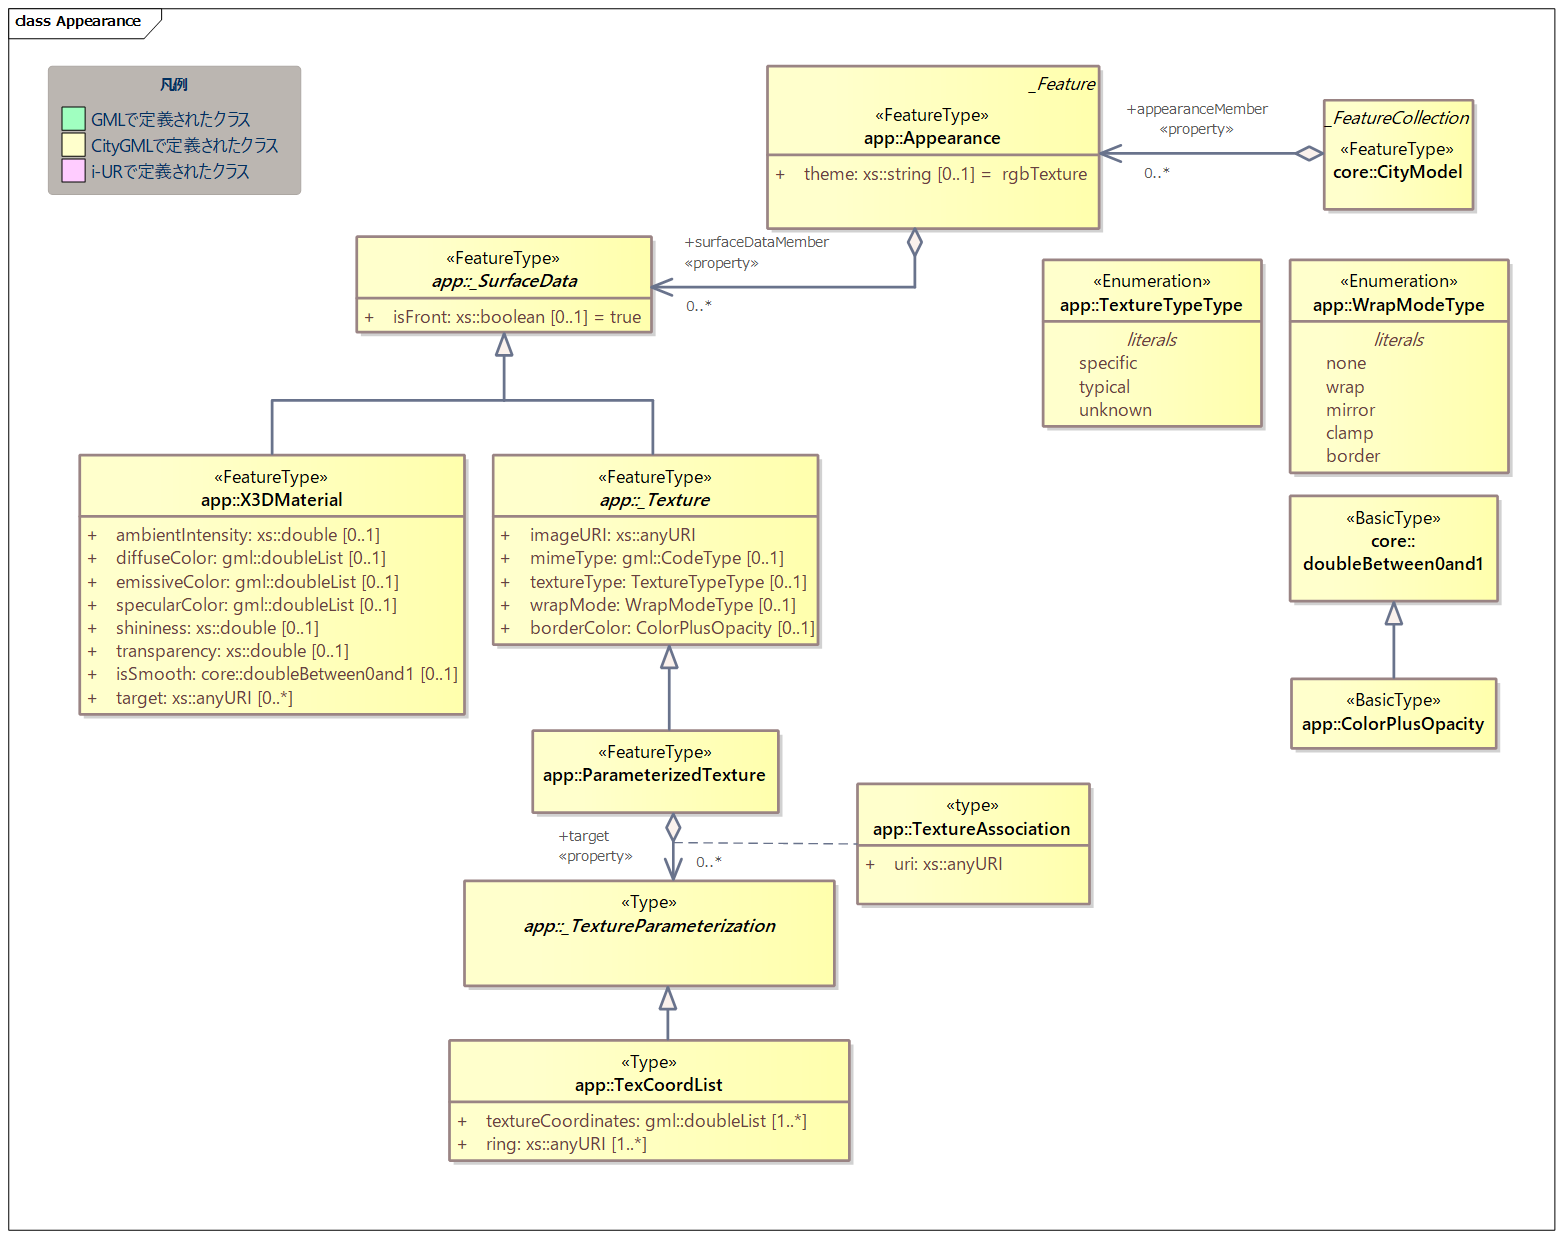 class Appearance
凡例
GMLで定義されたクラス
CityGMLで定義されたクラス
i-URで定義されたクラス
_Feature
«FeatureType»
app::Appearance
+ theme: xs::string [0..1] = rgbTexture
+appearanceMember
«property»
0..*
_FeatureCollection
«FeatureType»
core::CityModel
+surfaceDataMember
«property»
0..*
«FeatureType»
app::_SurfaceData
+ isFront: xs::boolean [0..1] = true
«Enumeration»
app::TextureTypeType
literals
specific
typical
unknown
«Enumeration»
app::WrapModeType
literals
none
wrap
mirror
clamp
border
«FeatureType»
app::X3DMaterial
+ ambientIntensity: xs::double [0..1]
+ diffuseColor: gml::doubleList [0..1]
+ emissiveColor: gml::doubleList [0..1]
+ specularColor: gml::doubleList [0..1]
+ shininess: xs::double [0..1]
+ transparency: xs::double [0..1]
+ isSmooth: core::doubleBetween0and1 [0..1]
+ target: xs::anyURI [0..*]
«FeatureType»
app::_Texture
+ imageURI: xs::anyURI
+ mimeType: gml::CodeType [0..1]
+ textureType: TextureTypeType [0..1]
+ wrapMode: WrapModeType [0..1]
+ borderColor: ColorPlusOpacity [0..1]
«BasicType»
core::
doubleBetween0and1
«BasicType»
app::ColorPlusOpacity
«FeatureType»
app::ParameterizedTexture
+target
«property»
0..*
«type»
app::TextureAssociation
+ uri: xs::anyURI
«Type»
app::_TextureParameterization
«Type»
app::TexCoordList
+ textureCoordinates: gml::doubleList [1..*]
+ ring: xs::anyURI [1..*]